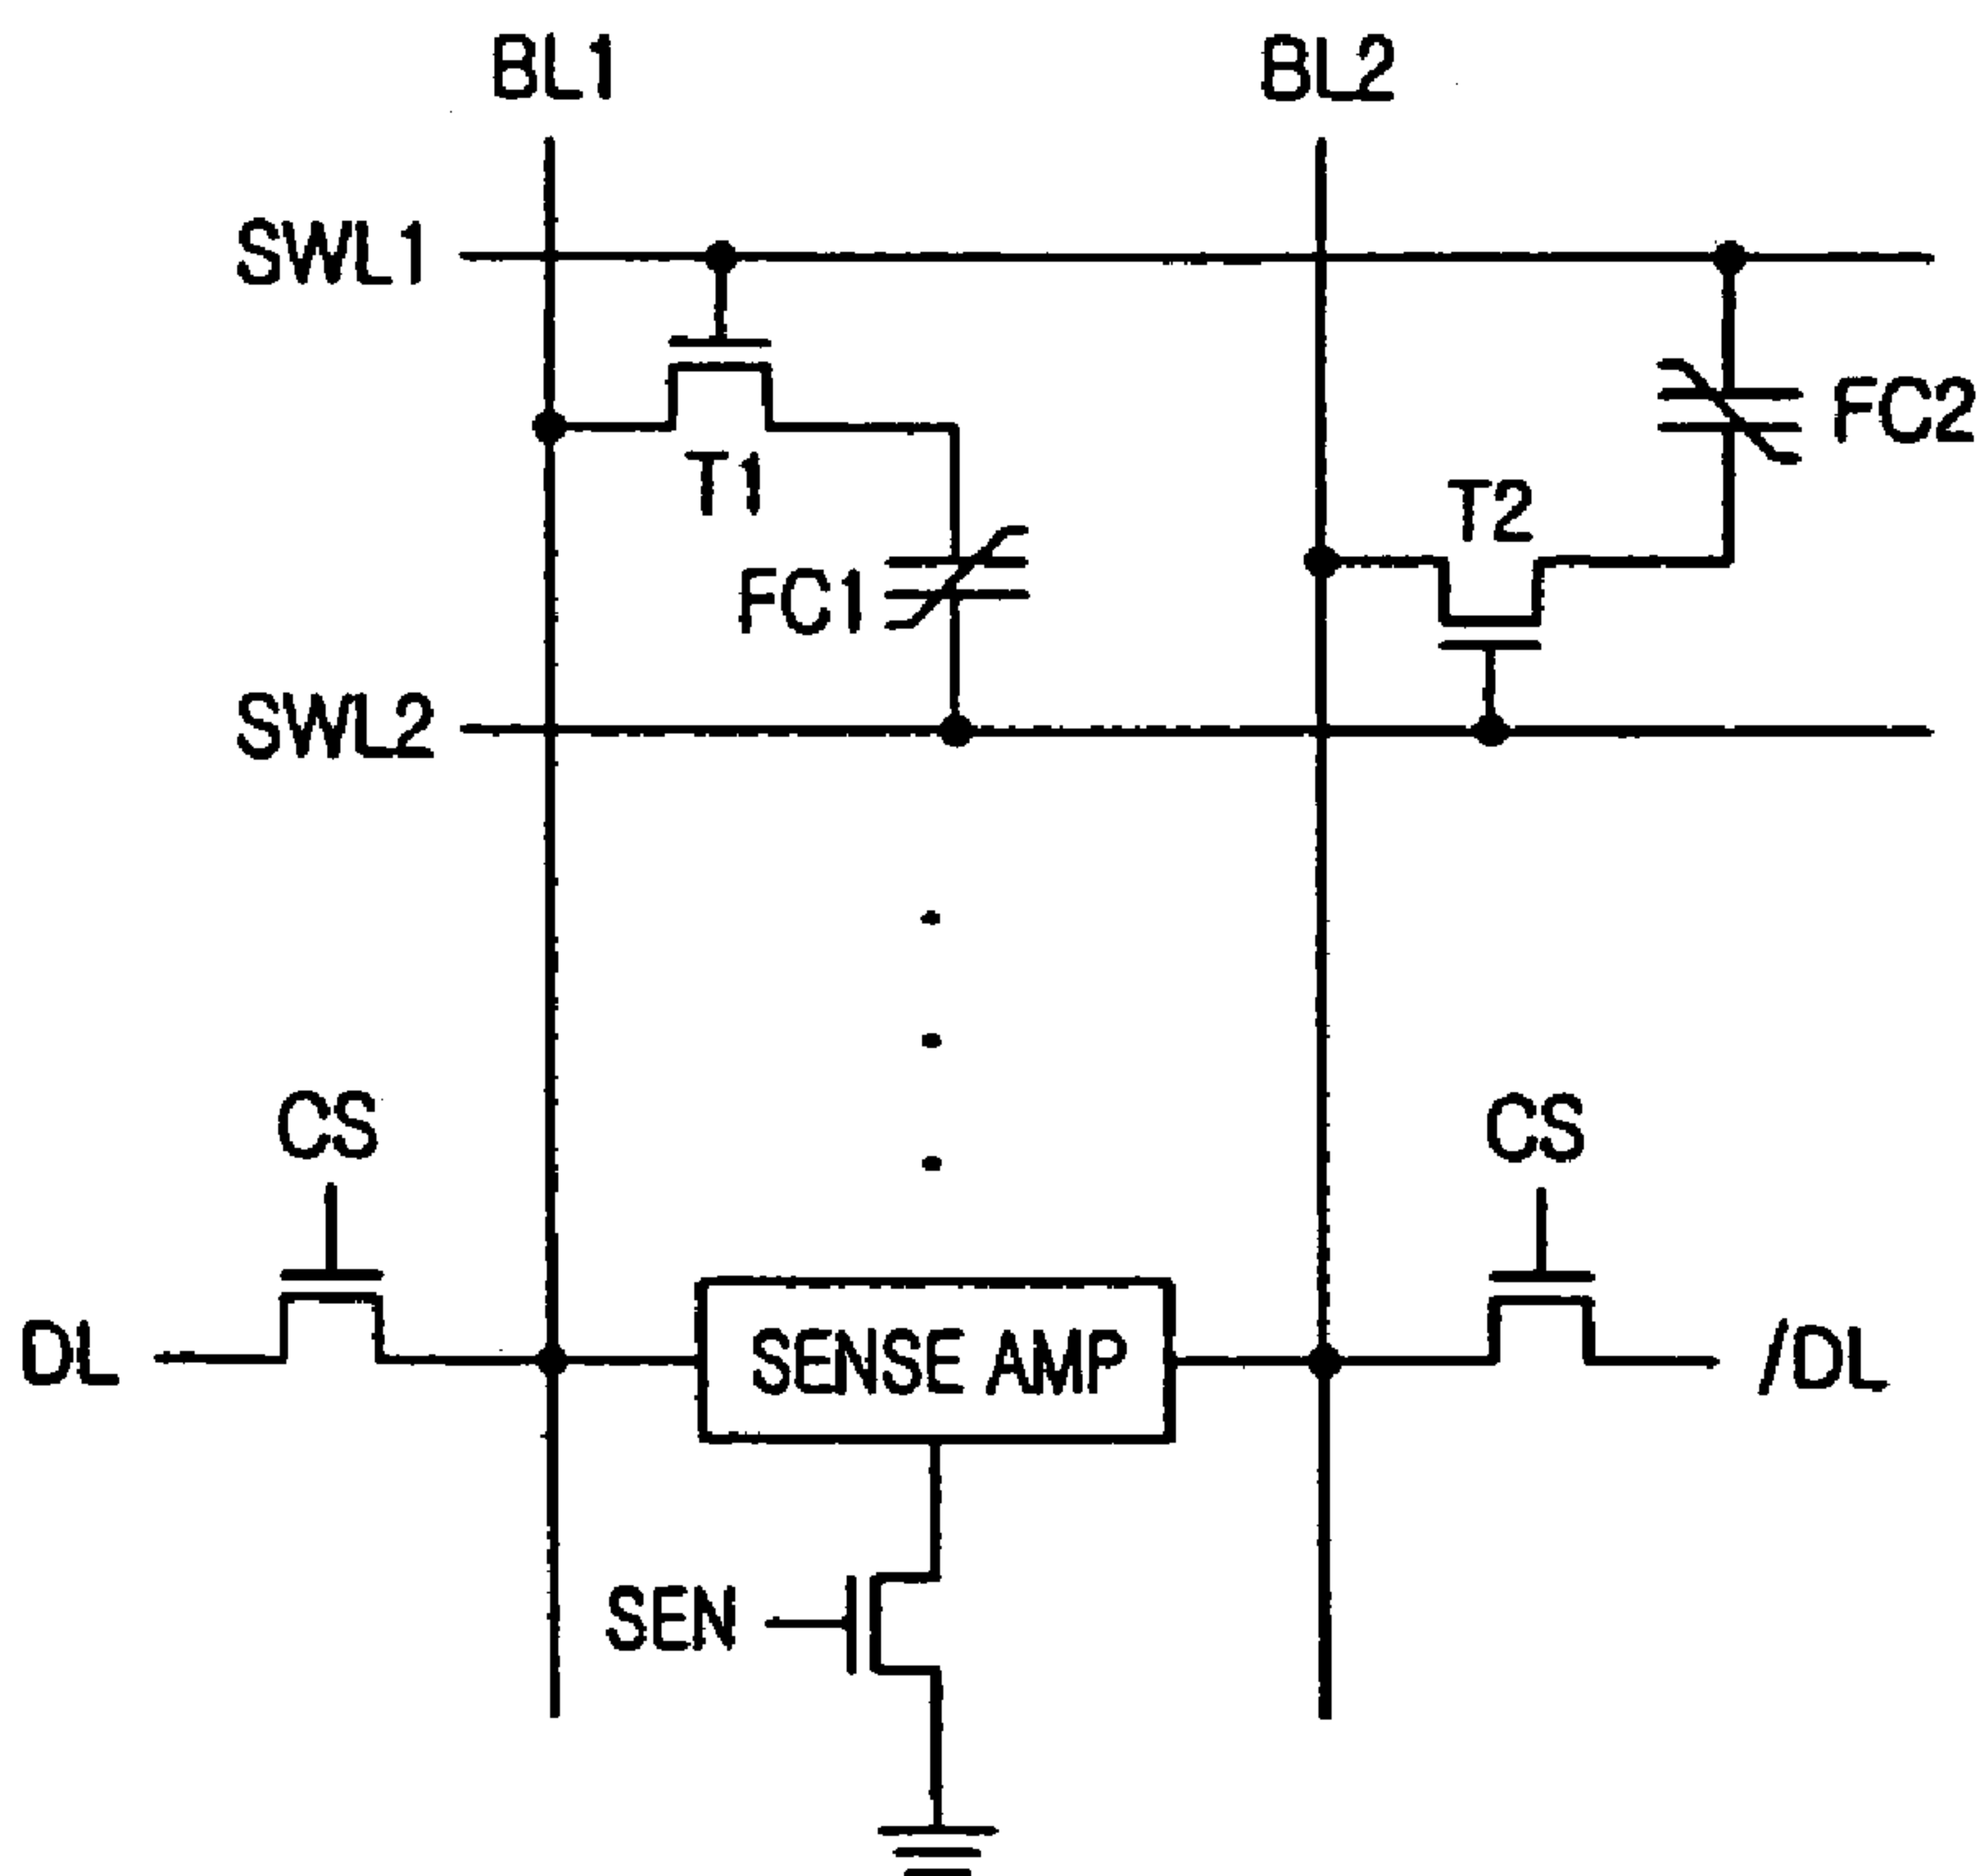 BL1
BL2
SWL1
FC2
T1
T2
FC1
SWL2
CS
CS
DL
SENSE AMP
/DL
SEN